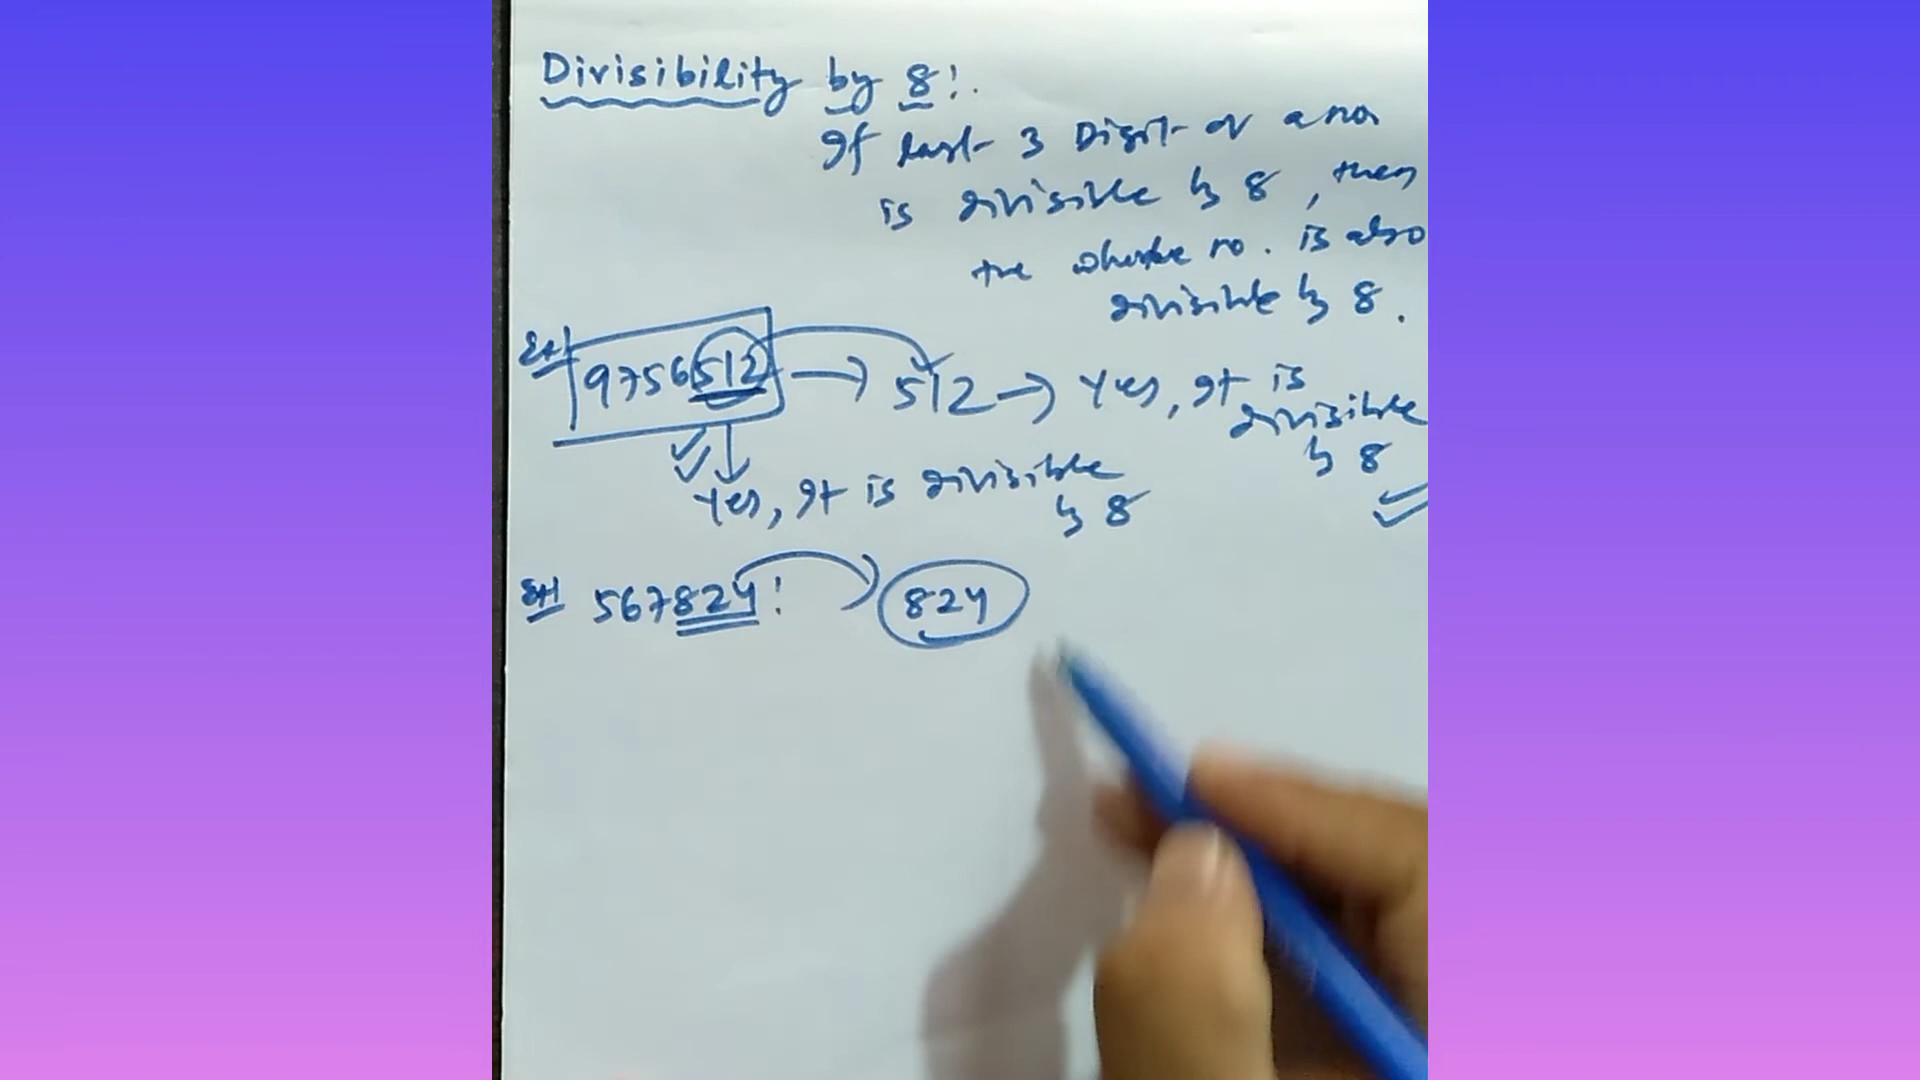 Divisibility by 8:.
If last 3 Digit of a no.
is divisible by 8, then
the whole no. is also
divisible by 8.
Ex| 9756512 → 512 → Yes, It is
divisible
by 8
Yes, It is divisible
by 8
Ex| 567824! 824